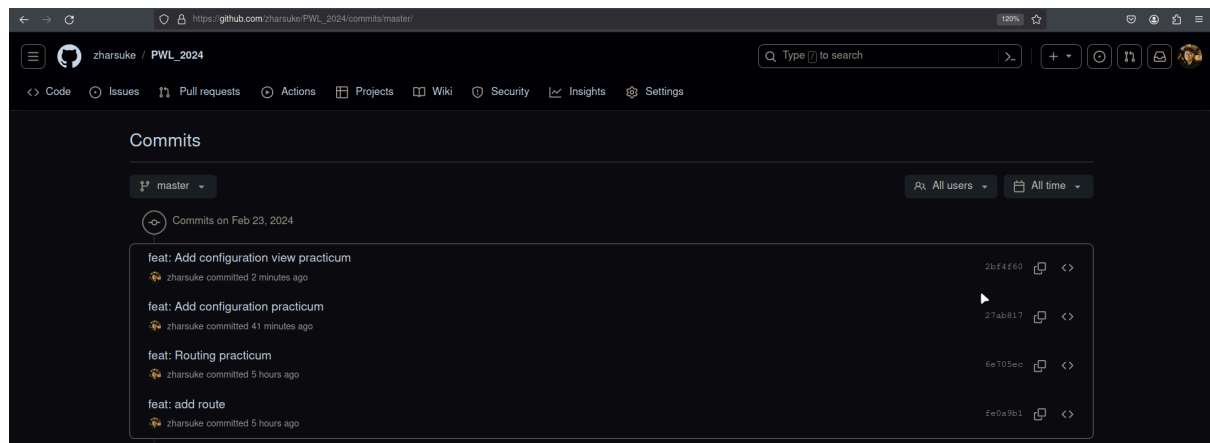 https://github.com/zharsuke/PWL_2024/commits/master/
120%
zharsuke / PWL_2024
Type / to search
Code Issues Pull requests Actions Projects Wiki Security Insights Settings
Commits
master All users All time
Commits on Feb 23, 2024
feat: Add configuration view practicum
zharsuke committed 2 minutes ago
2bf4f60
feat: Add configuration practicum
zharsuke committed 41 minutes ago
27ab817
feat: Routing practicum
zharsuke committed 5 hours ago
6e705ec
feat: add route
zharsuke committed 5 hours ago
fe0a9b1